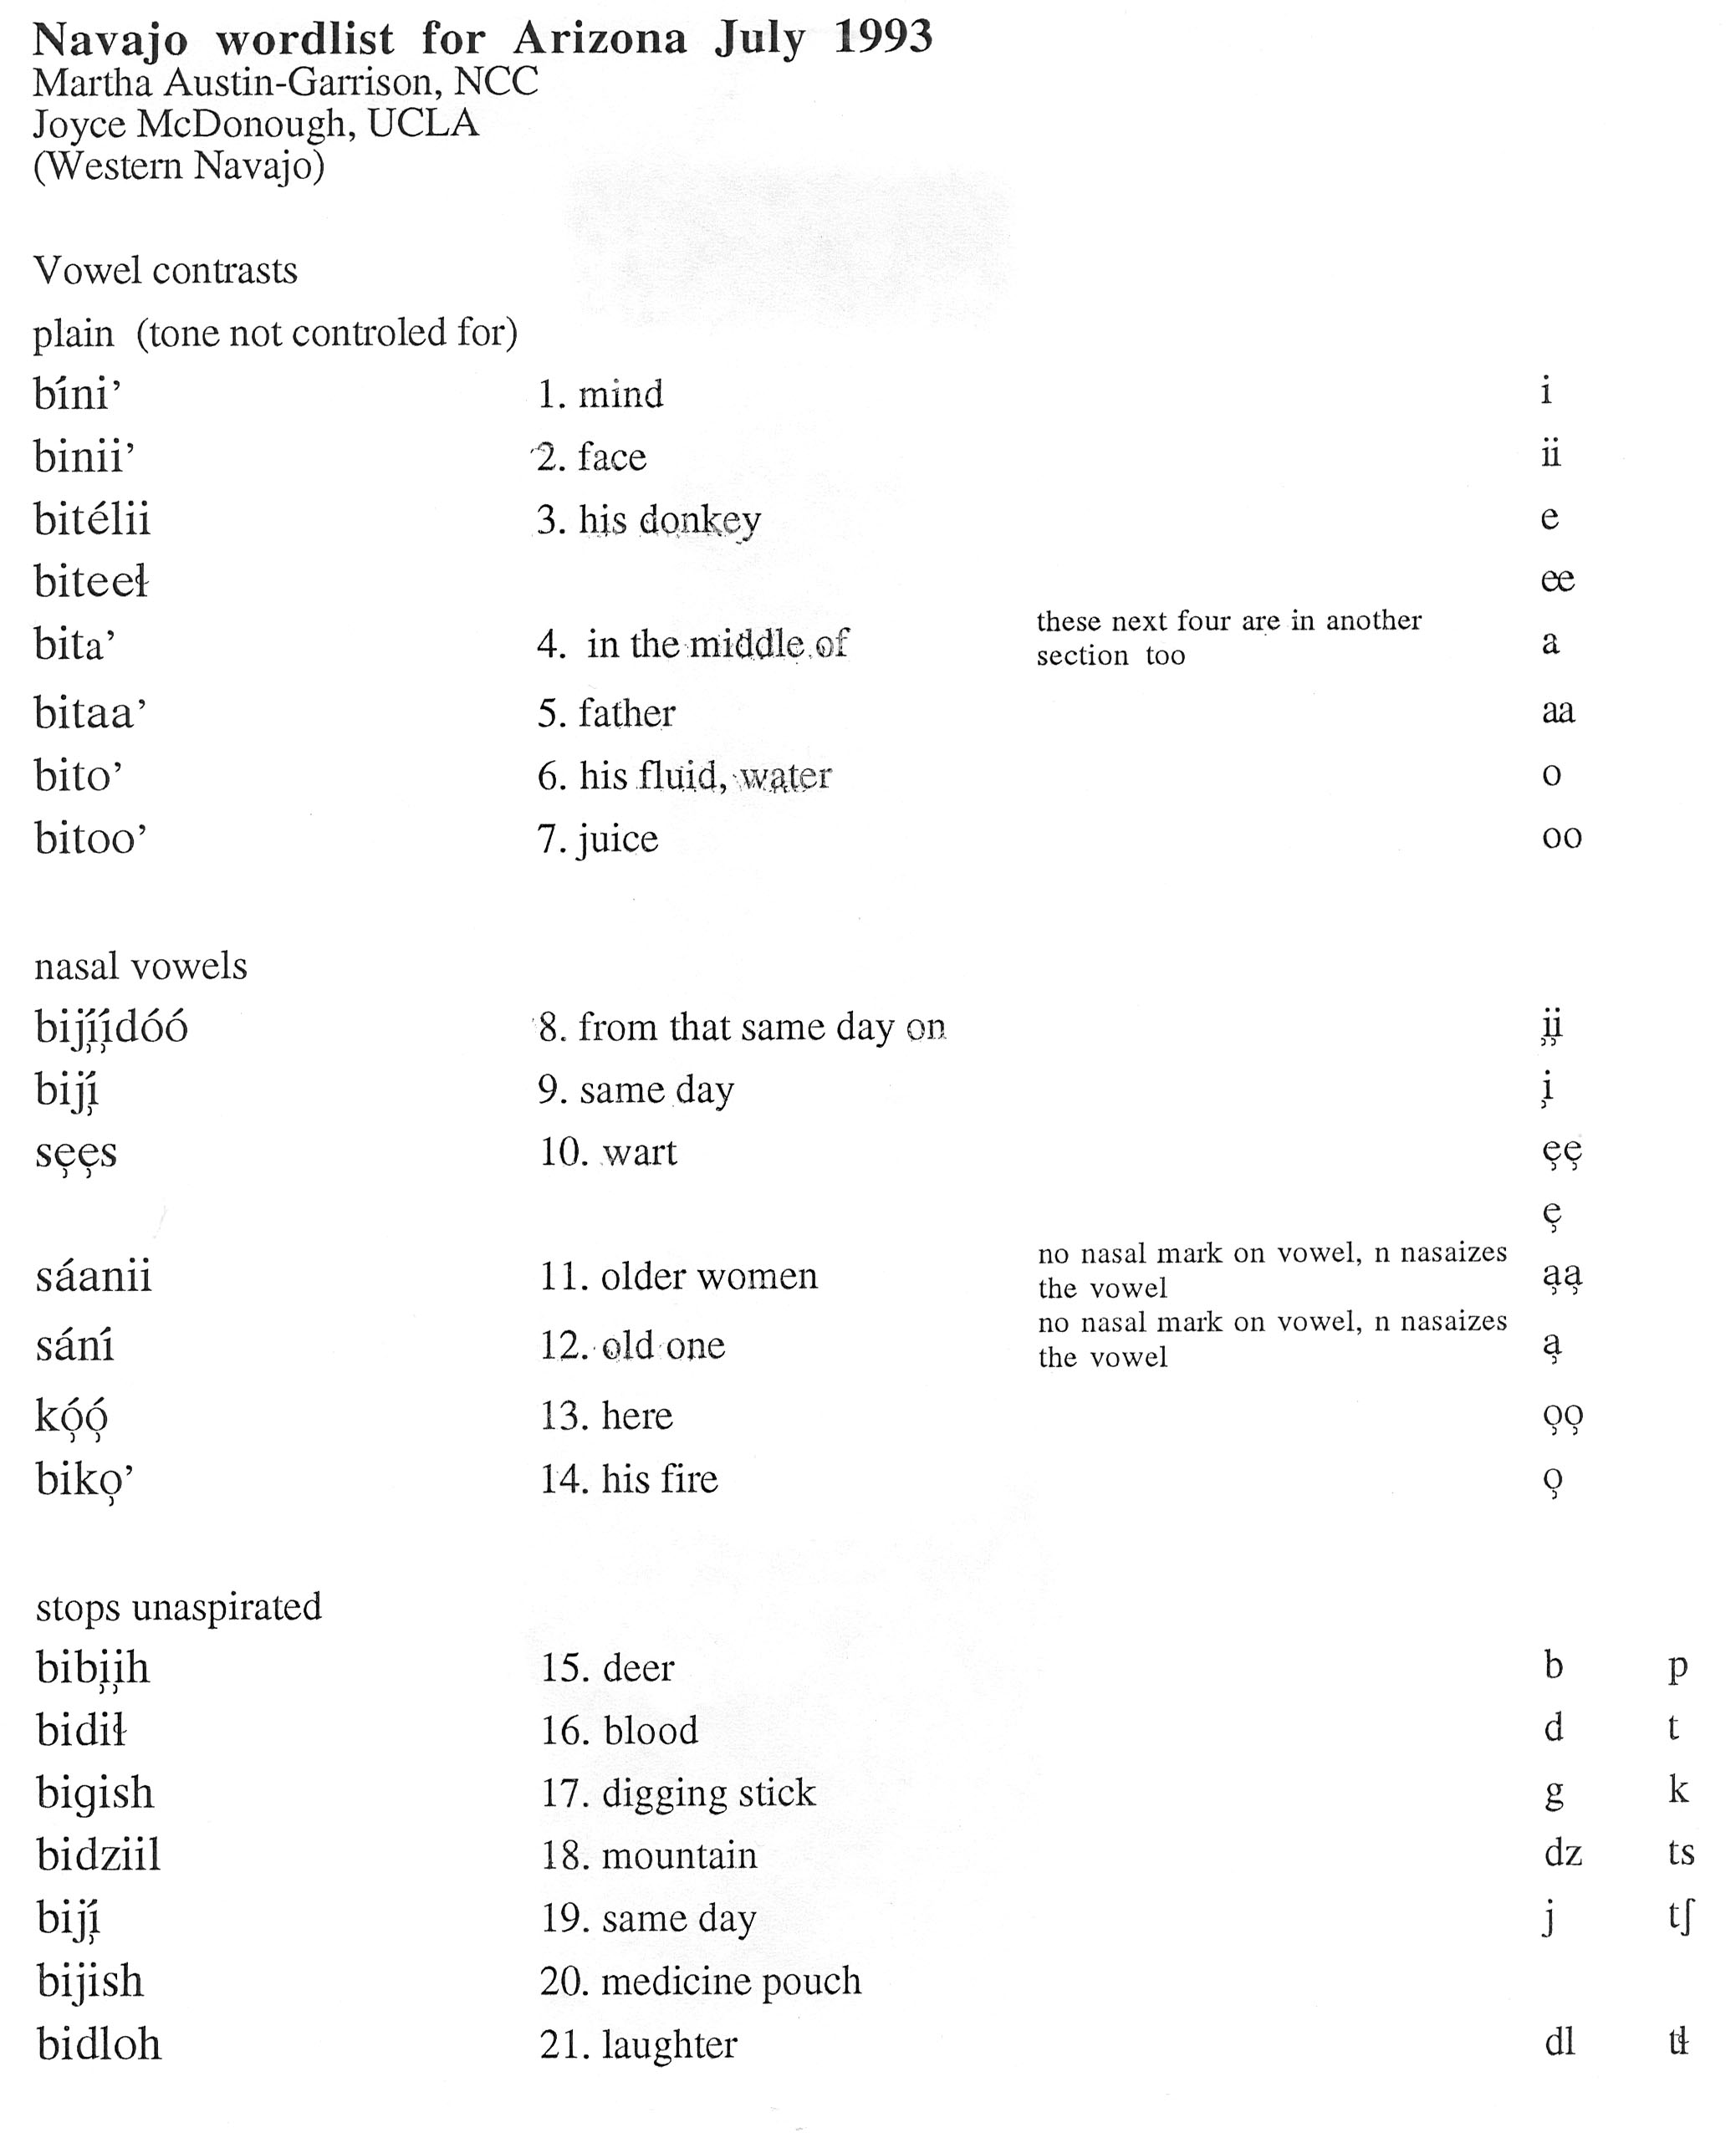 Navajo wordlist for Arizona July 1993
Martha Austin-Garrison, NCC
Joyce McDonough, UCLA
(Western Navajo)
Vowel contrasts
plain (tone not controled for)
bíni’ 1. mind i
binii’ 2. face ii
bitélii 3. his donkey e
biteeł ee
bita’ 4. in the middle of these next four are in another section too a
bitaa’ 5. father aa
bito’ 6. his fluid, water o
bitoo’ 7. juice oo
nasal vowels
bijį́į́dóó 8. from that same day on įį
bijį́ 9. same day į
sęęs 10. wart ęę
ę
sáanii 11. older women no nasal mark on vowel, n nasaizes the vowel ąą
sání 12. old one no nasal mark on vowel, n nasaizes the vowel ą
kǫ́ǫ́ 13. here ǫǫ
bikǫ’ 14. his fire ǫ
stops unaspirated
bibįįh 15. deer b p
bidił 16. blood d t
bigish 17. digging stick g k
bidziil 18. mountain dz ts
bijį́ 19. same day j tʃ
bijish 20. medicine pouch
bidloh 21. laughter dl tł